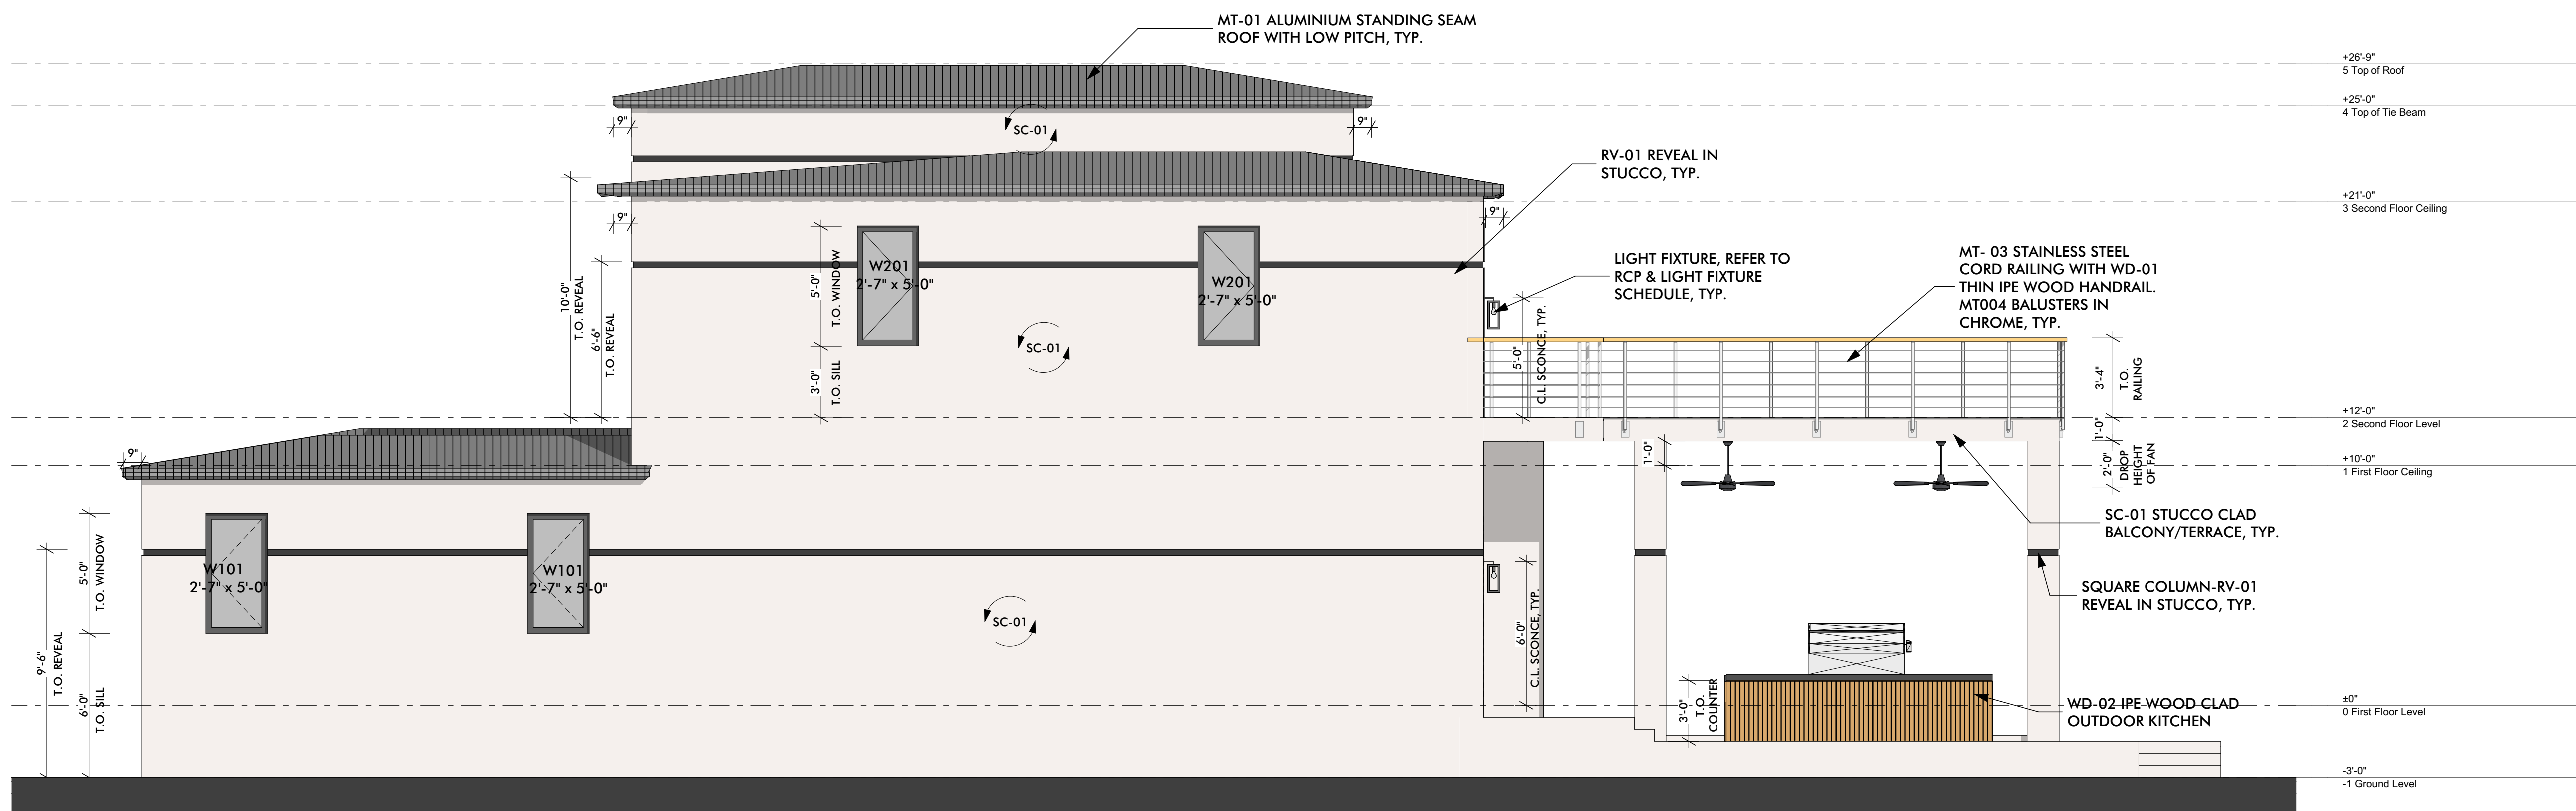 MT-01 ALUMINIUM STANDING SEAM
ROOF WITH LOW PITCH, TYP.
+26'-9"
5 Top of Roof
+25'-0"
4 Top of Tie Beam
9"
SC-01
9"
RV-01 REVEAL IN
STUCCO, TYP.
+21'-0"
3 Second Floor Ceiling
9"
9"
10'-0"
T.O. REVEAL
6'-6"
T.O. REVEAL
5'-0"
T.O. WINDOW
3'-0"
T.O. SILL
W201
2'-7" x 5'-0"
W201
2'-7" x 5'-0"
SC-01
LIGHT FIXTURE, REFER TO
RCP & LIGHT FIXTURE
SCHEDULE, TYP.
5'-0"
C.L. SCONCE, TYP.
MT- 03 STAINLESS STEEL
CORD RAILING WITH WD-01
THIN IPE WOOD HANDRAIL.
MT004 BALUSTERS IN
CHROME, TYP.
3'-4"
T.O.
RAILING
+12'-0"
2 Second Floor Level
1'-0"
1'-0"
2'-0"
DROP
HEIGHT
OF FAN
+10'-0"
1 First Floor Ceiling
9"
SC-01 STUCCO CLAD
BALCONY/TERRACE, TYP.
SQUARE COLUMN-RV-01
REVEAL IN STUCCO, TYP.
9'-6"
T.O. REVEAL
5'-0"
T.O. WINDOW
6'-0"
T.O. SILL
W101
2'-7" x 5'-0"
W101
2'-7" x 5'-0"
SC-01
6'-0"
C.L. SCONCE, TYP.
3'-0"
T.O.
COUNTER
WD-02 IPE WOOD CLAD
OUTDOOR KITCHEN
±0"
0 First Floor Level
-3'-0"
-1 Ground Level